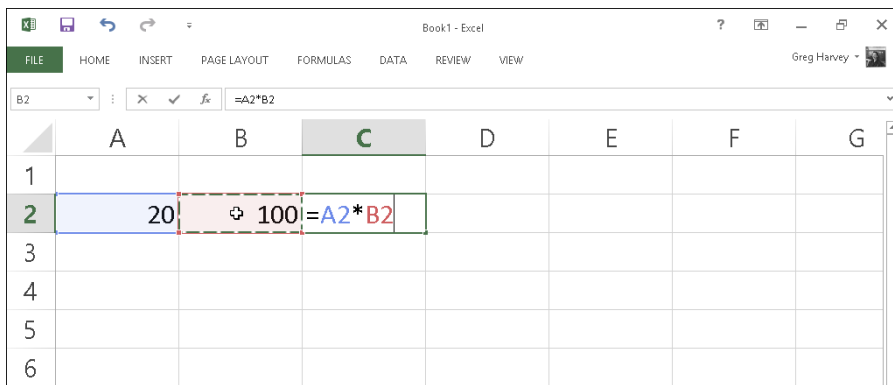 Book1 - Excel
?
FILE HOME INSERT PAGE LAYOUT FORMULAS DATA REVIEW VIEW Greg Harvey
B2 fx =A2*B2
A B C D E F G
1
2 20 100 =A2*B2
3
4
5
6